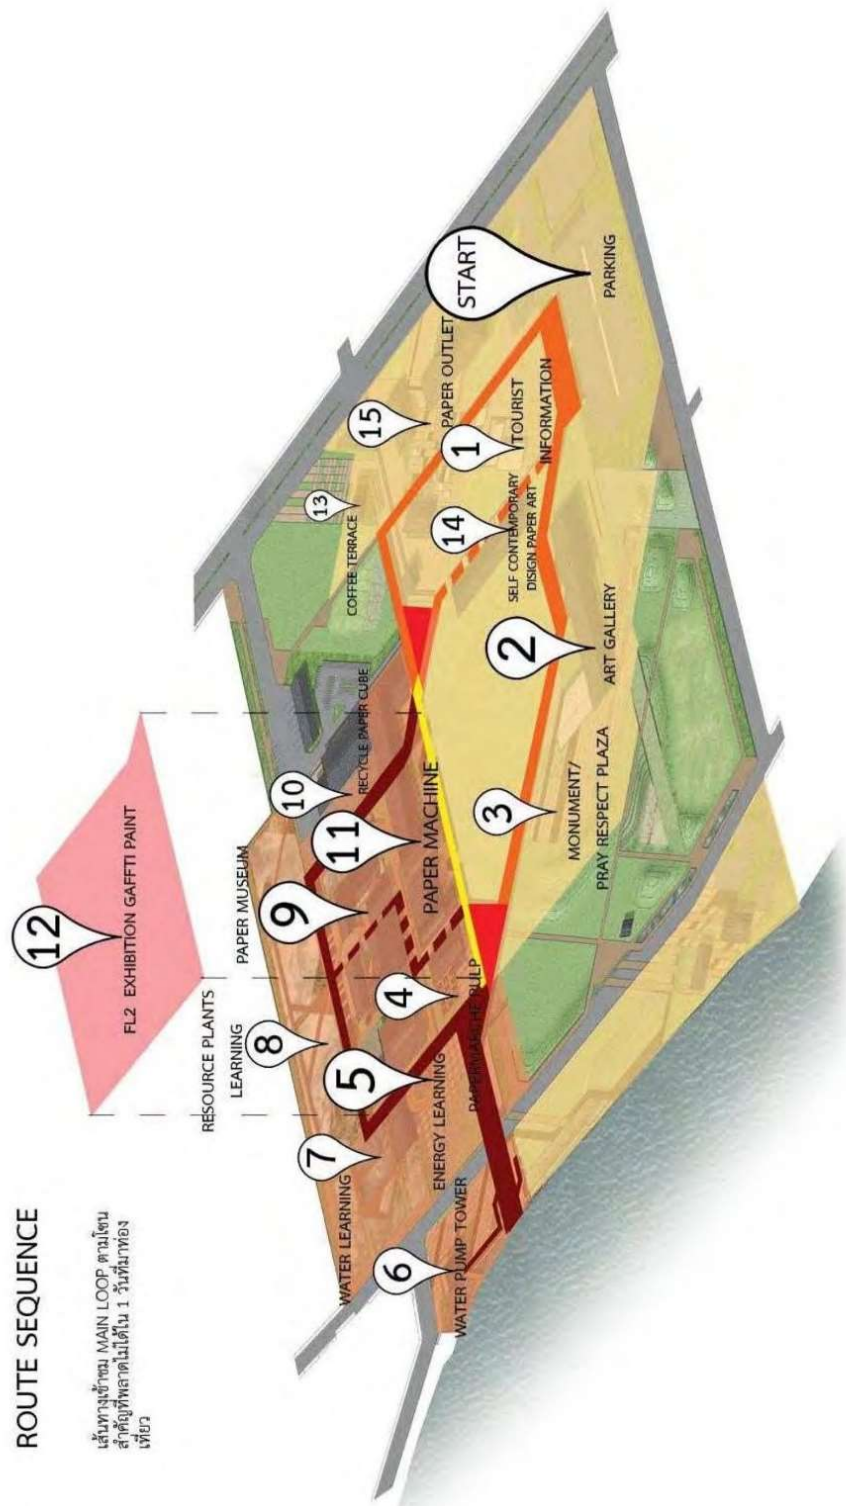 ROUTE SEQUENCE
เส้นทางเข้าชม MAIN LOOP ตามโซน
สำคัญที่พลาดไม่ได้ใน 1 วันที่มาท่อง
เที่ยว
12
FL2 EXHIBITION GAFFTI PAINT
RESOURCE PLANTS
LEARNING
PAPER MUSEUM
8
9
10
RECYCLE PAPER CUBE
13
COFFEE TERRACE
15
PAPER OUTLET
START
PARKING
7
WATER LEARNING
5
ENERGY LEARNING
4
PAPERMARCHE PULP
11
PAPER MACHINE
14
SELF CONTEMPORARY
DISIGN PAPER ART
1
TOURIST
INFORMATION
6
WATER PUMP TOWER
3
MONUMENT/
PRAY RESPECT PLAZA
2
ART GALLERY